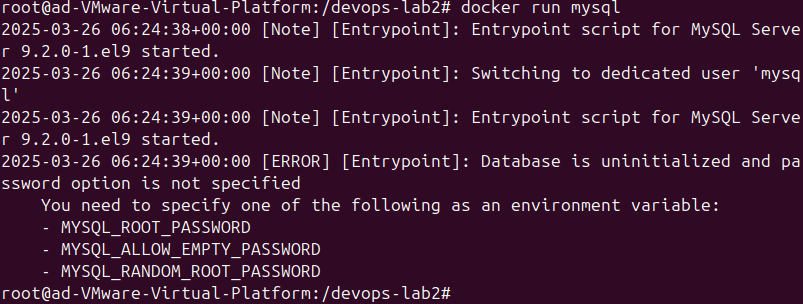 root@ad-VMware-Virtual-Platform:/devops-lab2# docker run mysql
2025-03-26 06:24:38+00:00 [Note] [Entrypoint]: Entrypoint script for MySQL Serve
r 9.2.0-1.el9 started.
2025-03-26 06:24:39+00:00 [Note] [Entrypoint]: Switching to dedicated user 'mysq
l'
2025-03-26 06:24:39+00:00 [Note] [Entrypoint]: Entrypoint script for MySQL Serve
r 9.2.0-1.el9 started.
2025-03-26 06:24:39+00:00 [ERROR] [Entrypoint]: Database is uninitialized and pa
ssword option is not specified
    You need to specify one of the following as an environment variable:
    - MYSQL_ROOT_PASSWORD
    - MYSQL_ALLOW_EMPTY_PASSWORD
    - MYSQL_RANDOM_ROOT_PASSWORD
root@ad-VMware-Virtual-Platform:/devops-lab2#